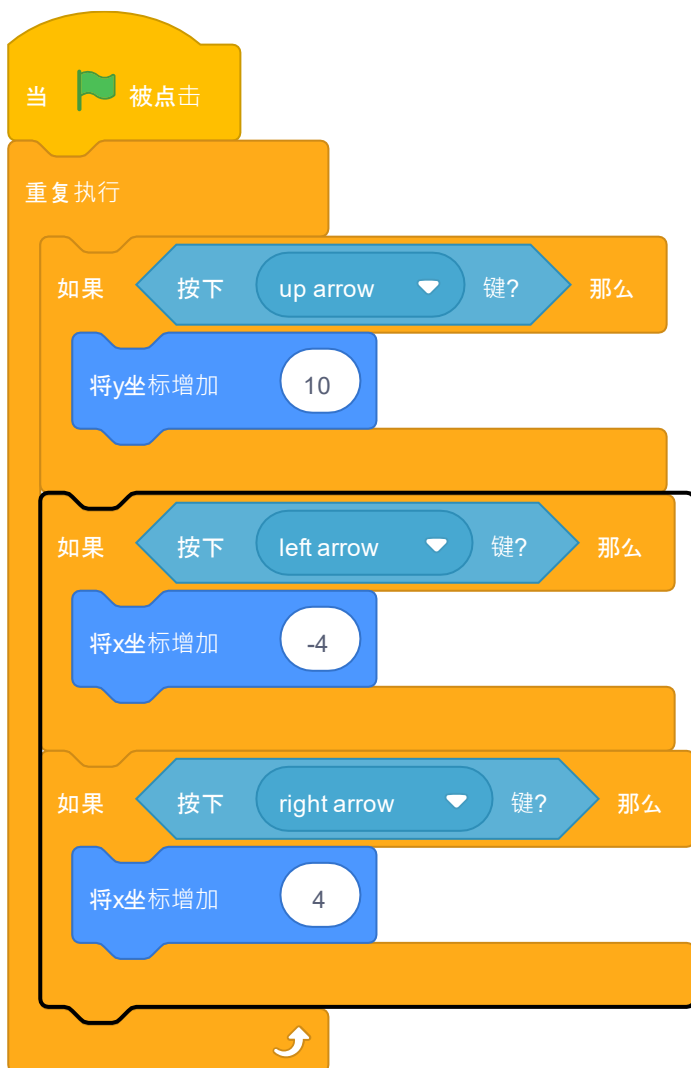 当 被点击
重复执行
如果 按下 up arrow 键? 那么
将y坐标增加 10
如果 按下 left arrow 键? 那么
将x坐标增加 -4
如果 按下 right arrow 键? 那么
将x坐标增加 4